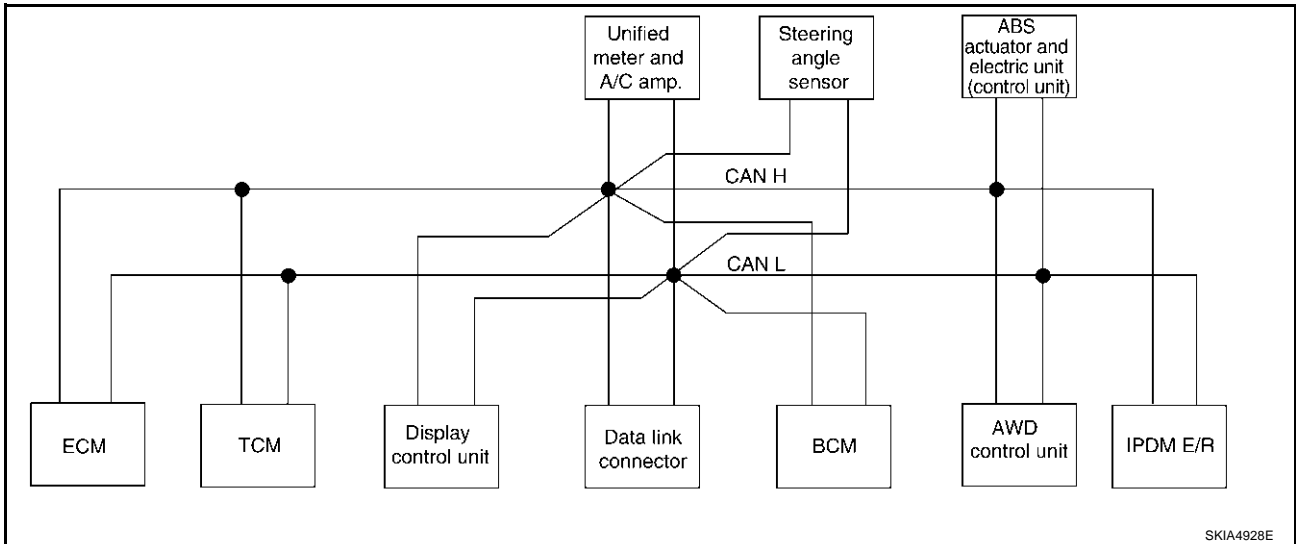 Unified
meter and
A/C amp.
Steering
angle
sensor
ABS
actuator and
electric unit
(control unit)
CAN H
CAN L
ECM
TCM
Display
control unit
Data link
connector
BCM
AWD
control unit
IPDM E/R
SKIA4928E